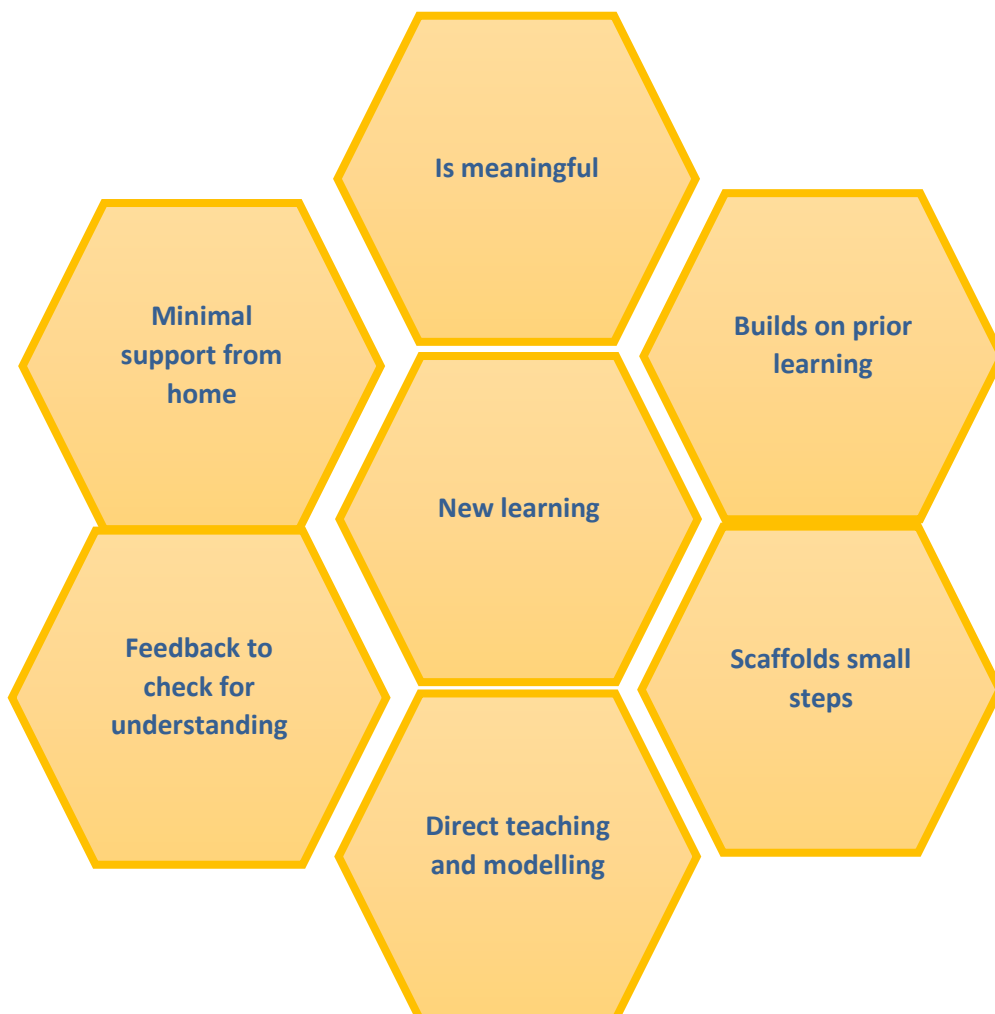 Is meaningful
Minimal
support from
home
Builds on prior
learning
New learning
Feedback to
check for
understanding
Scaffolds small
steps
Direct teaching
and modelling